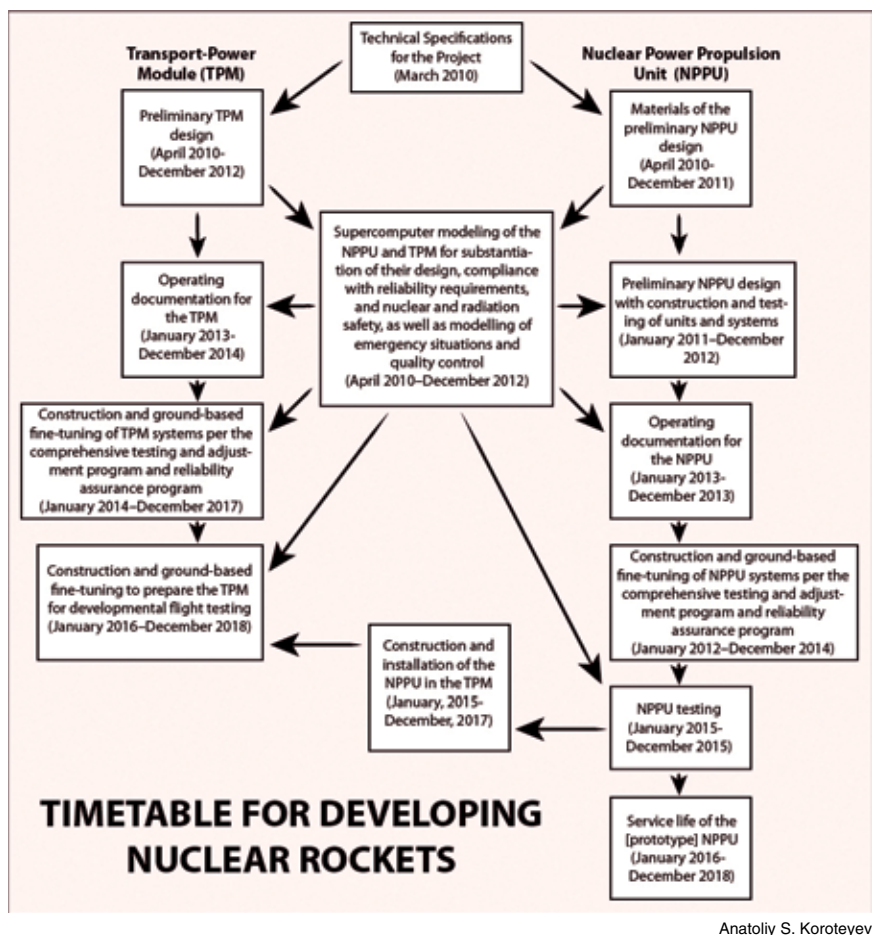 Technical Specifications
for the Project
(March 2010)
Transport-Power
Module (TPM)
Nuclear Power Propulsion
Unit (NPPU)
Preliminary TPM
design
(April 2010-
December 2012)
Materials of the
preliminary NPPU
design
(April 2010-
December 2011)
Supercomputer modeling of the
NPPU and TPM for substantia-
tion of their design, compliance
with reliability requirements,
and nuclear and radiation
safety, as well as modelling of
emergency situations and
quality control
(April 2010–December 2012)
Operating
documentation for
the TPM
(January 2013-
December 2014)
Preliminary NPPU design
with construction and test-
ing of units and systems
(January 2011–December
2012)
Construction and ground-based
fine-tuning of TPM systems per the
comprehensive testing and adjust-
ment program and reliability
assurance program
(January 2014–December 2017)
Operating
documentation for
the NPPU
(January 2013-
December 2013)
Construction and ground-based
fine-tuning to prepare the TPM
for developmental flight testing
(January 2016–December 2018)
Construction and ground-based
fine-tuning of NPPU systems per the
comprehensive testing and adjust-
ment program and reliability
assurance program
(January 2012–December 2014)
Construction and
installation of the
NPPU in the TPM
(January, 2015-
December, 2017)
NPPU testing
(January 2015-
December 2015)
Service life of the
[prototype] NPPU
(January 2016-
December 2018)
TIMETABLE FOR DEVELOPING
NUCLEAR ROCKETS
Anatoliy S. Koroteyev